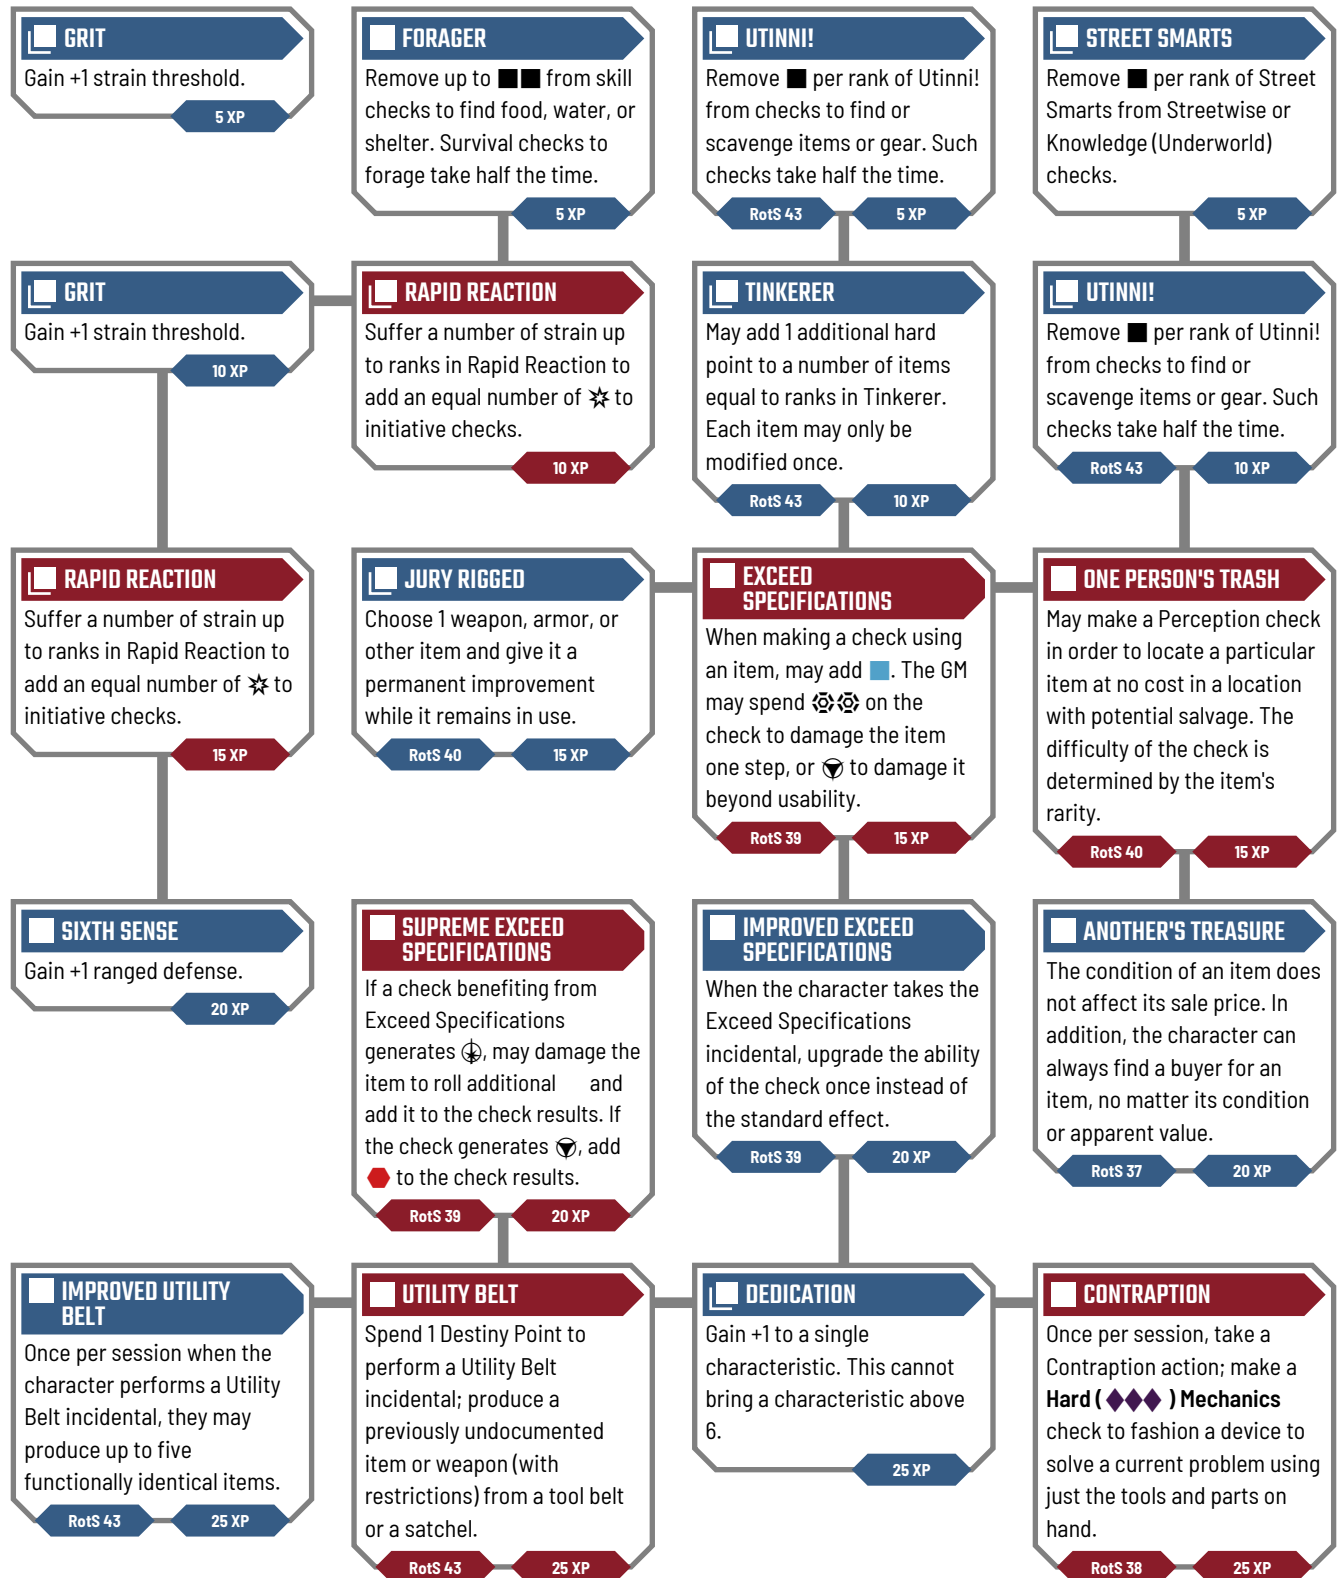 GRIT
Gain +1 strain threshold.
5 XP
FORAGER
Remove up to ■■ from skill
checks to find food, water, or
shelter. Survival checks to
forage take half the time.
5 XP
UTINNI!
Remove ■ per rank of Utinni!
from checks to find or
scavenge items or gear. Such
checks take half the time.
RotS 43
5 XP
STREET SMARTS
Remove ■ per rank of Street
Smarts from Streetwise or
Knowledge (Underworld)
checks.
5 XP
GRIT
Gain +1 strain threshold.
10 XP
RAPID REACTION
Suffer a number of strain up
to ranks in Rapid Reaction to
add an equal number of to
initiative checks.
10 XP
TINKERER
May add 1 additional hard
point to a number of items
equal to ranks in Tinkerer.
Each item may only be
modified once.
RotS 43
10 XP
UTINNI!
Remove ■ per rank of Utinni!
from checks to find or
scavenge items or gear. Such
checks take half the time.
RotS 43
10 XP
RAPID REACTION
Suffer a number of strain up
to ranks in Rapid Reaction to
add an equal number of to
initiative checks.
15 XP
JURY RIGGED
Choose 1 weapon, armor, or
other item and give it a
permanent improvement
while it remains in use.
RotS 40
15 XP
EXCEED
SPECIFICATIONS
When making a check using
an item, may add ■. The GM
may spend on the
check to damage the item
one step, or to damage it
beyond usability.
RotS 39
15 XP
ONE PERSON'S TRASH
May make a Perception check
in order to locate a particular
item at no cost in a location
with potential salvage. The
difficulty of the check is
determined by the item's
rarity.
RotS 40
15 XP
SIXTH SENSE
Gain +1 ranged defense.
20 XP
SUPREME EXCEED
SPECIFICATIONS
If a check benefiting from
Exceed Specifications
generates , may damage the
item to roll additional and
add it to the check results. If
the check generates , add
to the check results.
RotS 39
20 XP
IMPROVED EXCEED
SPECIFICATIONS
When the character takes the
Exceed Specifications
incidental, upgrade the ability
of the check once instead of
the standard effect.
RotS 39
20 XP
ANOTHER'S TREASURE
The condition of an item does
not affect its sale price. In
addition, the character can
always find a buyer for an
item, no matter its condition
or apparent value.
RotS 37
20 XP
IMPROVED UTILITY
BELT
Once per session when the
character performs a Utility
Belt incidental, they may
produce up to five
functionally identical items.
RotS 43
25 XP
UTILITY BELT
Spend 1 Destiny Point to
perform a Utility Belt
incidental; produce a
previously undocumented
item or weapon (with
restrictions) from a tool belt
or a satchel.
RotS 43
25 XP
DEDICATION
Gain +1 to a single
characteristic. This cannot
bring a characteristic above
6.
25 XP
CONTRAPTION
Once per session, take a
Contraption action; make a
Hard (◆◆◆ ) Mechanics
check to fashion a device to
solve a current problem using
just the tools and parts on
hand.
RotS 38
25 XP